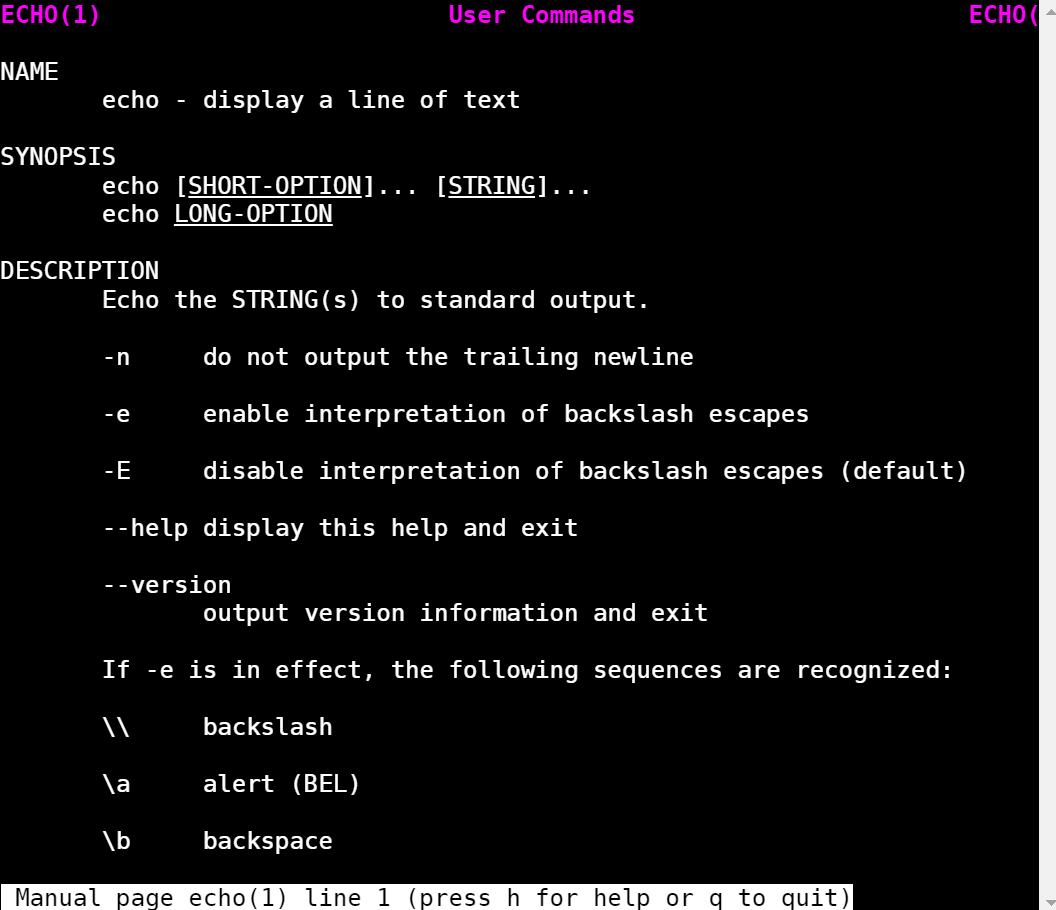 ECHO(1) User Commands ECHO(
NAME
echo - display a line of text
SYNOPSIS
echo [SHORT-OPTION]... [STRING]...
echo LONG-OPTION
DESCRIPTION
Echo the STRING(s) to standard output.
-n do not output the trailing newline
-e enable interpretation of backslash escapes
-E disable interpretation of backslash escapes (default)
--help display this help and exit
--version
output version information and exit
If -e is in effect, the following sequences are recognized:
\\ backslash
\a alert (BEL)
\b backspace
Manual page echo(1) line 1 (press h for help or q to quit)